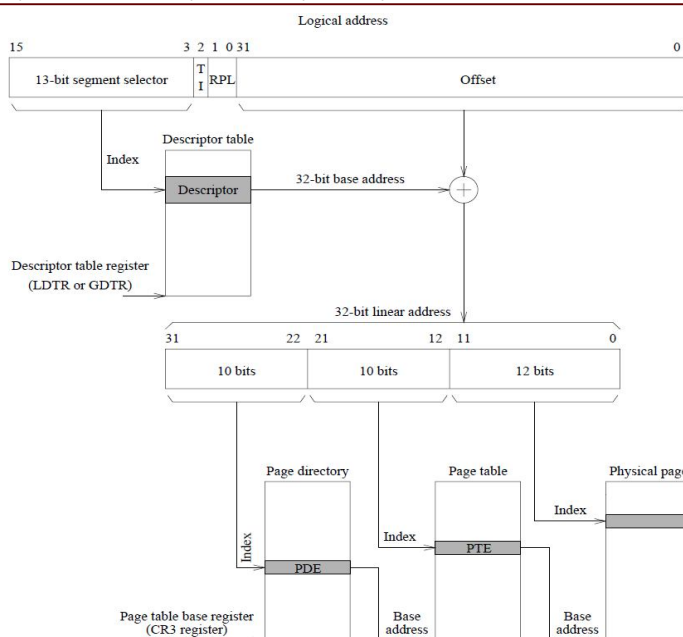 Logical address
15 3 2 1 0 31 0
13-bit segment selector T I RPL Offset
Descriptor table
Index
Descriptor
32-bit base address
+
Descriptor table register
(LDTR or GDTR)
32-bit linear address
31 22 21 12 11 0
10 bits 10 bits 12 bits
Page directory Page table Physical page
Index
Index
Index
PTE
PDE
Page table base register
(CR3 register)
Base
address
Base
address